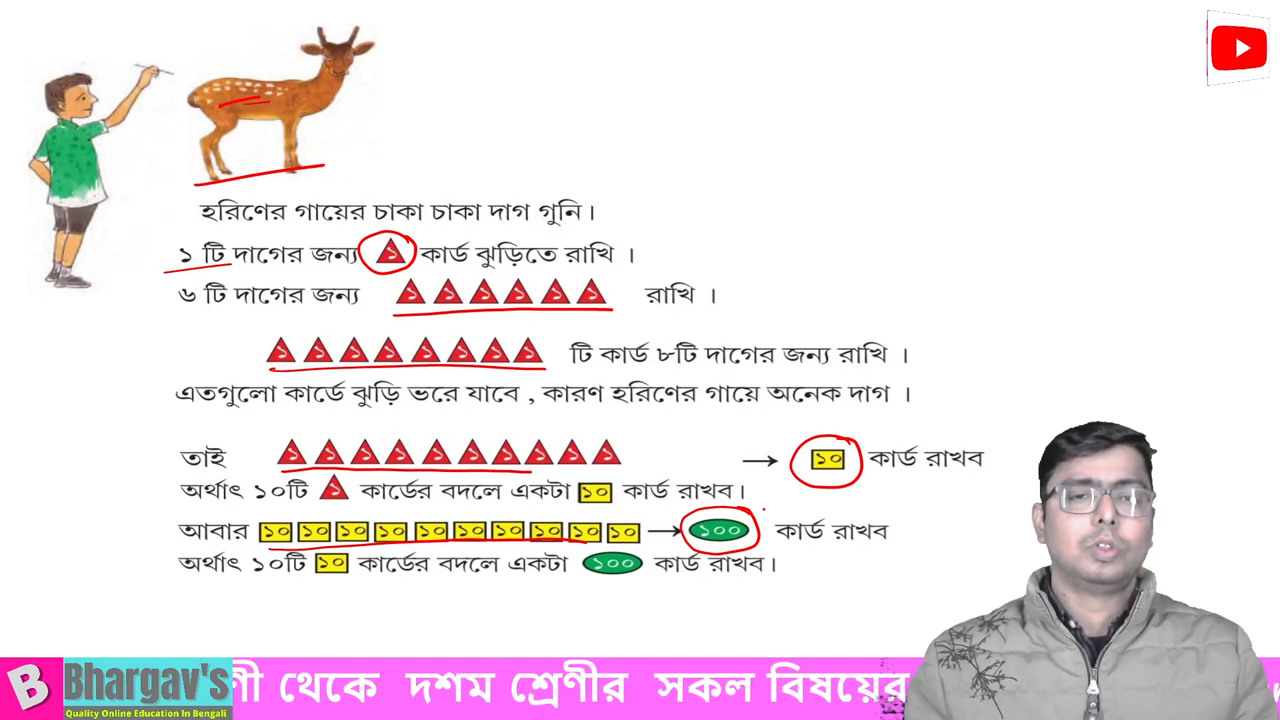 হরিণের গায়ের চাকা চাকা দাগ গুনি।
১ টি দাগের জন্য ১ কার্ড ঝুড়িতে রাখি ।
৬ টি দাগের জন্য ১ ১ ১ ১ ১ ১ রাখি ।
১ ১ ১ ১ ১ ১ ১ ১ টি কার্ড ৮টি দাগের জন্য রাখি ।
এতগুলো কার্ডে ঝুড়ি ভরে যাবে , কারণ হরিণের গায়ে অনেক দাগ ।
তাই ১ ১ ১ ১ ১ ১ ১ ১ ১ ১ → ১০ কার্ড রাখব
অর্থাৎ ১০টি ১ কার্ডের বদলে একটা ১০ কার্ড রাখব।
আবার ১০ ১০ ১০ ১০ ১০ ১০ ১০ ১০ ১০ ১০ → ১০০ কার্ড রাখব
অর্থাৎ ১০টি ১০ কার্ডের বদলে একটা ১০০ কার্ড রাখব।
B Bhargav's
Quality Online Education In Bengali
থেকে দশম শ্রেণীর সকল বিষয়ের